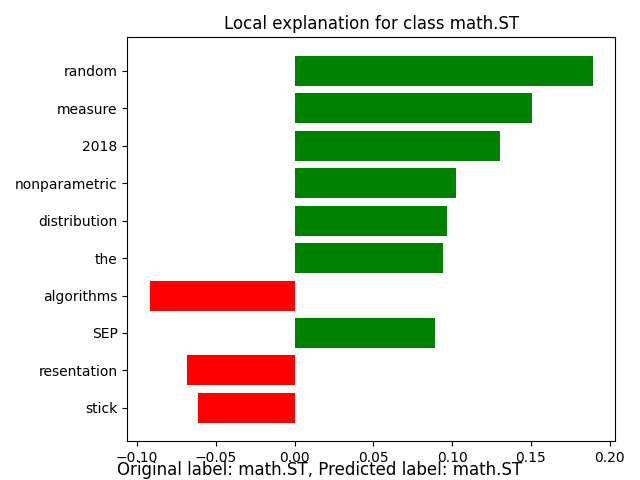 Local explanation for class math.ST
random
measure
2018
nonparametric
distribution
the
algorithms
SEP
resentation
stick
−0.10 −0.05 0.00 0.05 0.10 0.15 0.20
Original label: math.ST, Predicted label: math.ST